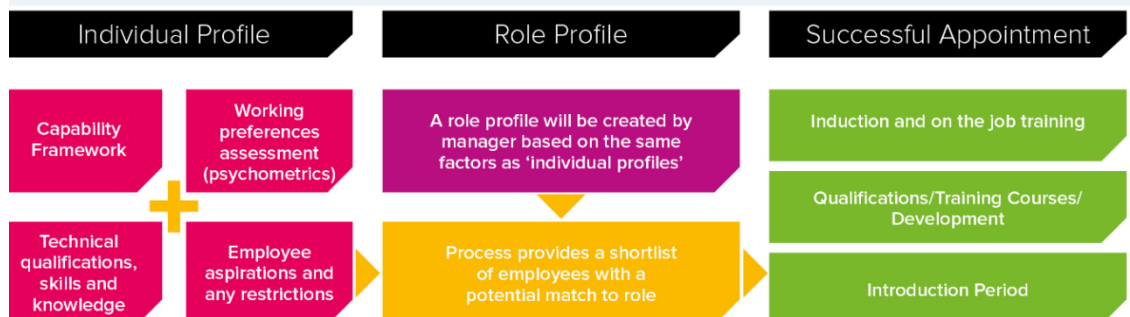 Individual Profile
Role Profile
Successful Appointment
Capability
Framework
Working
preferences
assessment
(psychometrics)
Technical
qualifications,
skills and
knowledge
Employee
aspirations and
any restrictions
A role profile will be created by
manager based on the same
factors as ‘individual profiles’
Process provides a shortlist
of employees with a
potential match to role
Induction and on the job training
Qualifications/Training Courses/
Development
Introduction Period